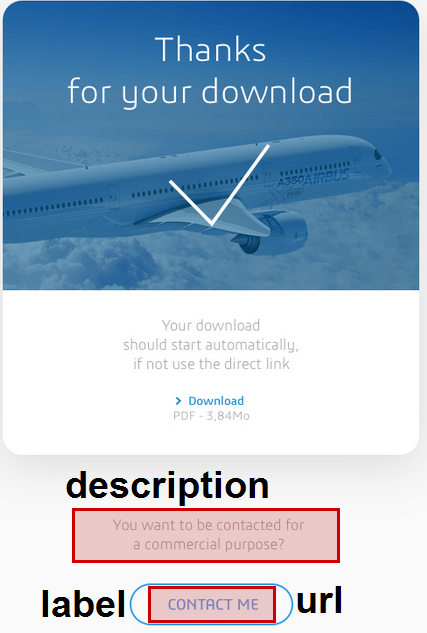 Thanks
for your download
A350 AIRBUS
Your download
should start automatically,
if not use the direct link
Download
PDF - 3,84Mo
description
You want to be contacted for
a commercial purpose?
label
CONTACT ME
url